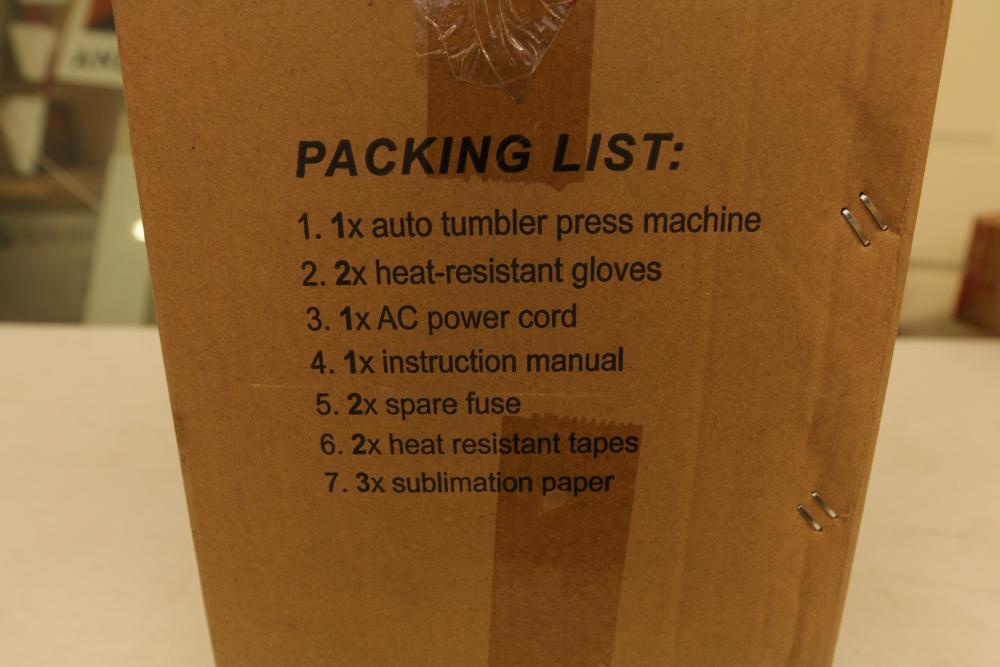 PACKING LIST:
1. 1x auto tumbler press machine
2. 2x heat-resistant gloves
3. 1x AC power cord
4. 1x instruction manual
5. 2x spare fuse
6. 2x heat resistant tapes
7. 3x sublimation paper